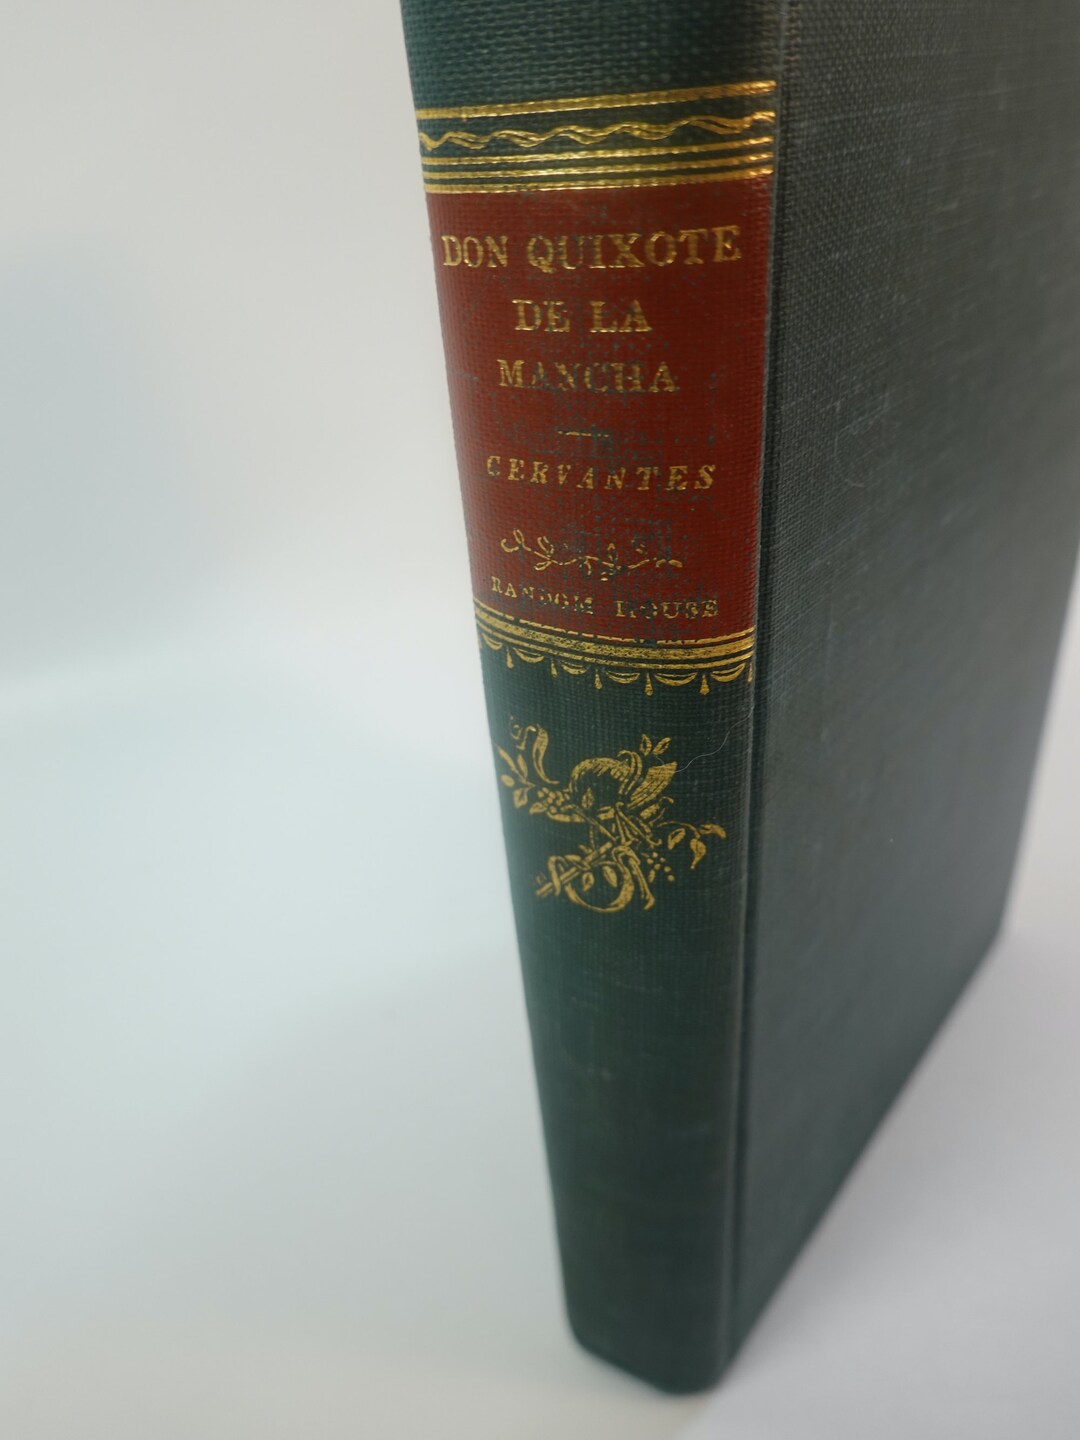 DON QUIXOTE
DE LA
MANCHA
CERVANTES
RANDOM HOUSE